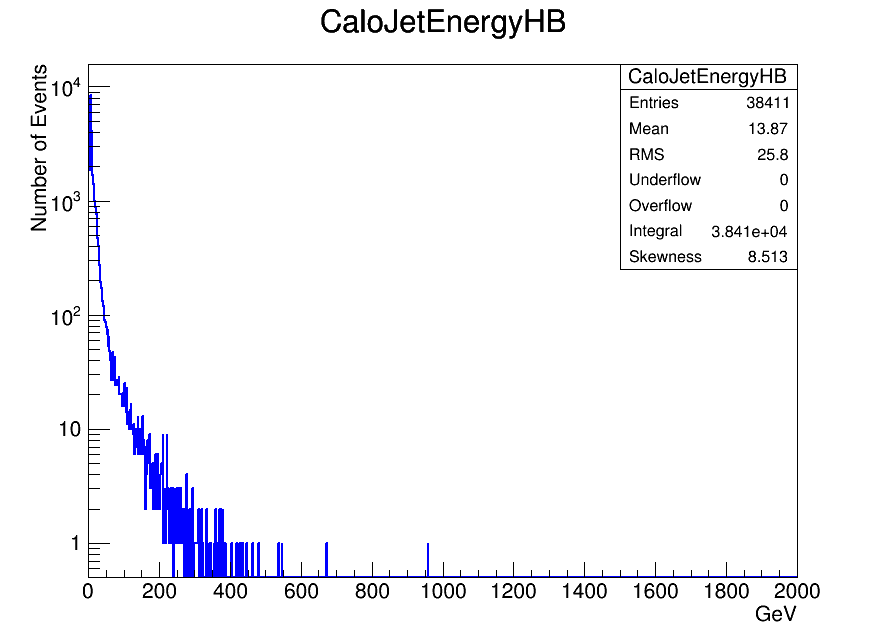 CaloJetEnergyHB
Number of Events
10^4
10^3
10^2
10
1
CaloJetEnergyHB
Entries 38411
Mean 13.87
RMS 25.8
Underflow 0
Overflow 0
Integral 3.841e+04
Skewness 8.513
0 200 400 600 800 1000 1200 1400 1600 1800 2000
GeV